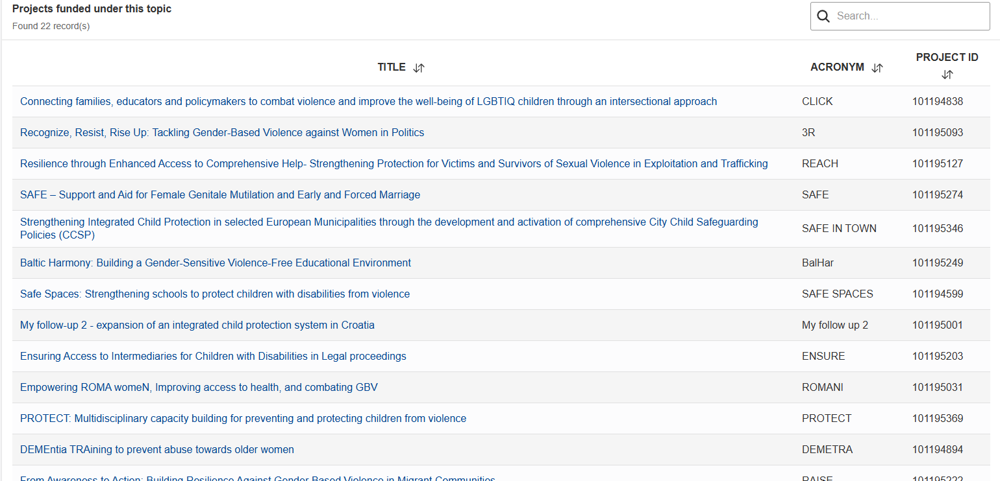 Projects funded under this topic
Found 22 record(s)
Search...
TITLE ACRONYM PROJECT ID
Connecting families, educators and policymakers to combat violence and improve the well-being of LGBTIQ children through an intersectional approach CLICK 101194838
Recognize, Resist, Rise Up: Tackling Gender-Based Violence against Women in Politics 3R 101195093
Resilience through Enhanced Access to Comprehensive Help- Strengthening Protection for Victims and Survivors of Sexual Violence in Exploitation and Trafficking REACH 101195127
SAFE – Support and Aid for Female Genitale Mutilation and Early and Forced Marriage SAFE 101195274
Strengthening Integrated Child Protection in selected European Municipalities through the development and activation of comprehensive City Child Safeguarding
Policies (CCSP) SAFE IN TOWN 101195346
Baltic Harmony: Building a Gender-Sensitive Violence-Free Educational Environment BalHar 101195249
Safe Spaces: Strengthening schools to protect children with disabilities from violence SAFE SPACES 101194599
My follow-up 2 - expansion of an integrated child protection system in Croatia My follow up 2 101195001
Ensuring Access to Intermediaries for Children with Disabilities in Legal proceedings ENSURE 101195203
Empowering ROMA womeN, Improving access to health, and combating GBV ROMANI 101195031
PROTECT: Multidisciplinary capacity building for preventing and protecting children from violence PROTECT 101195369
DEMEntia TRAining to prevent abuse towards older women DEMETRA 101194894
From Awareness to Action: Building Resilience Against Gender Based Violence in Migrant Communities RAISE 101195222